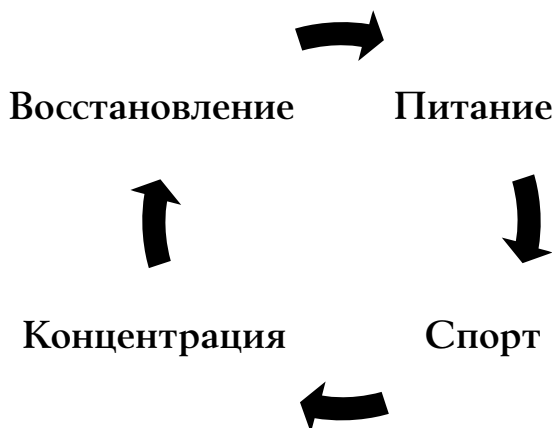 Восстановление
Питание
Концентрация
Спорт